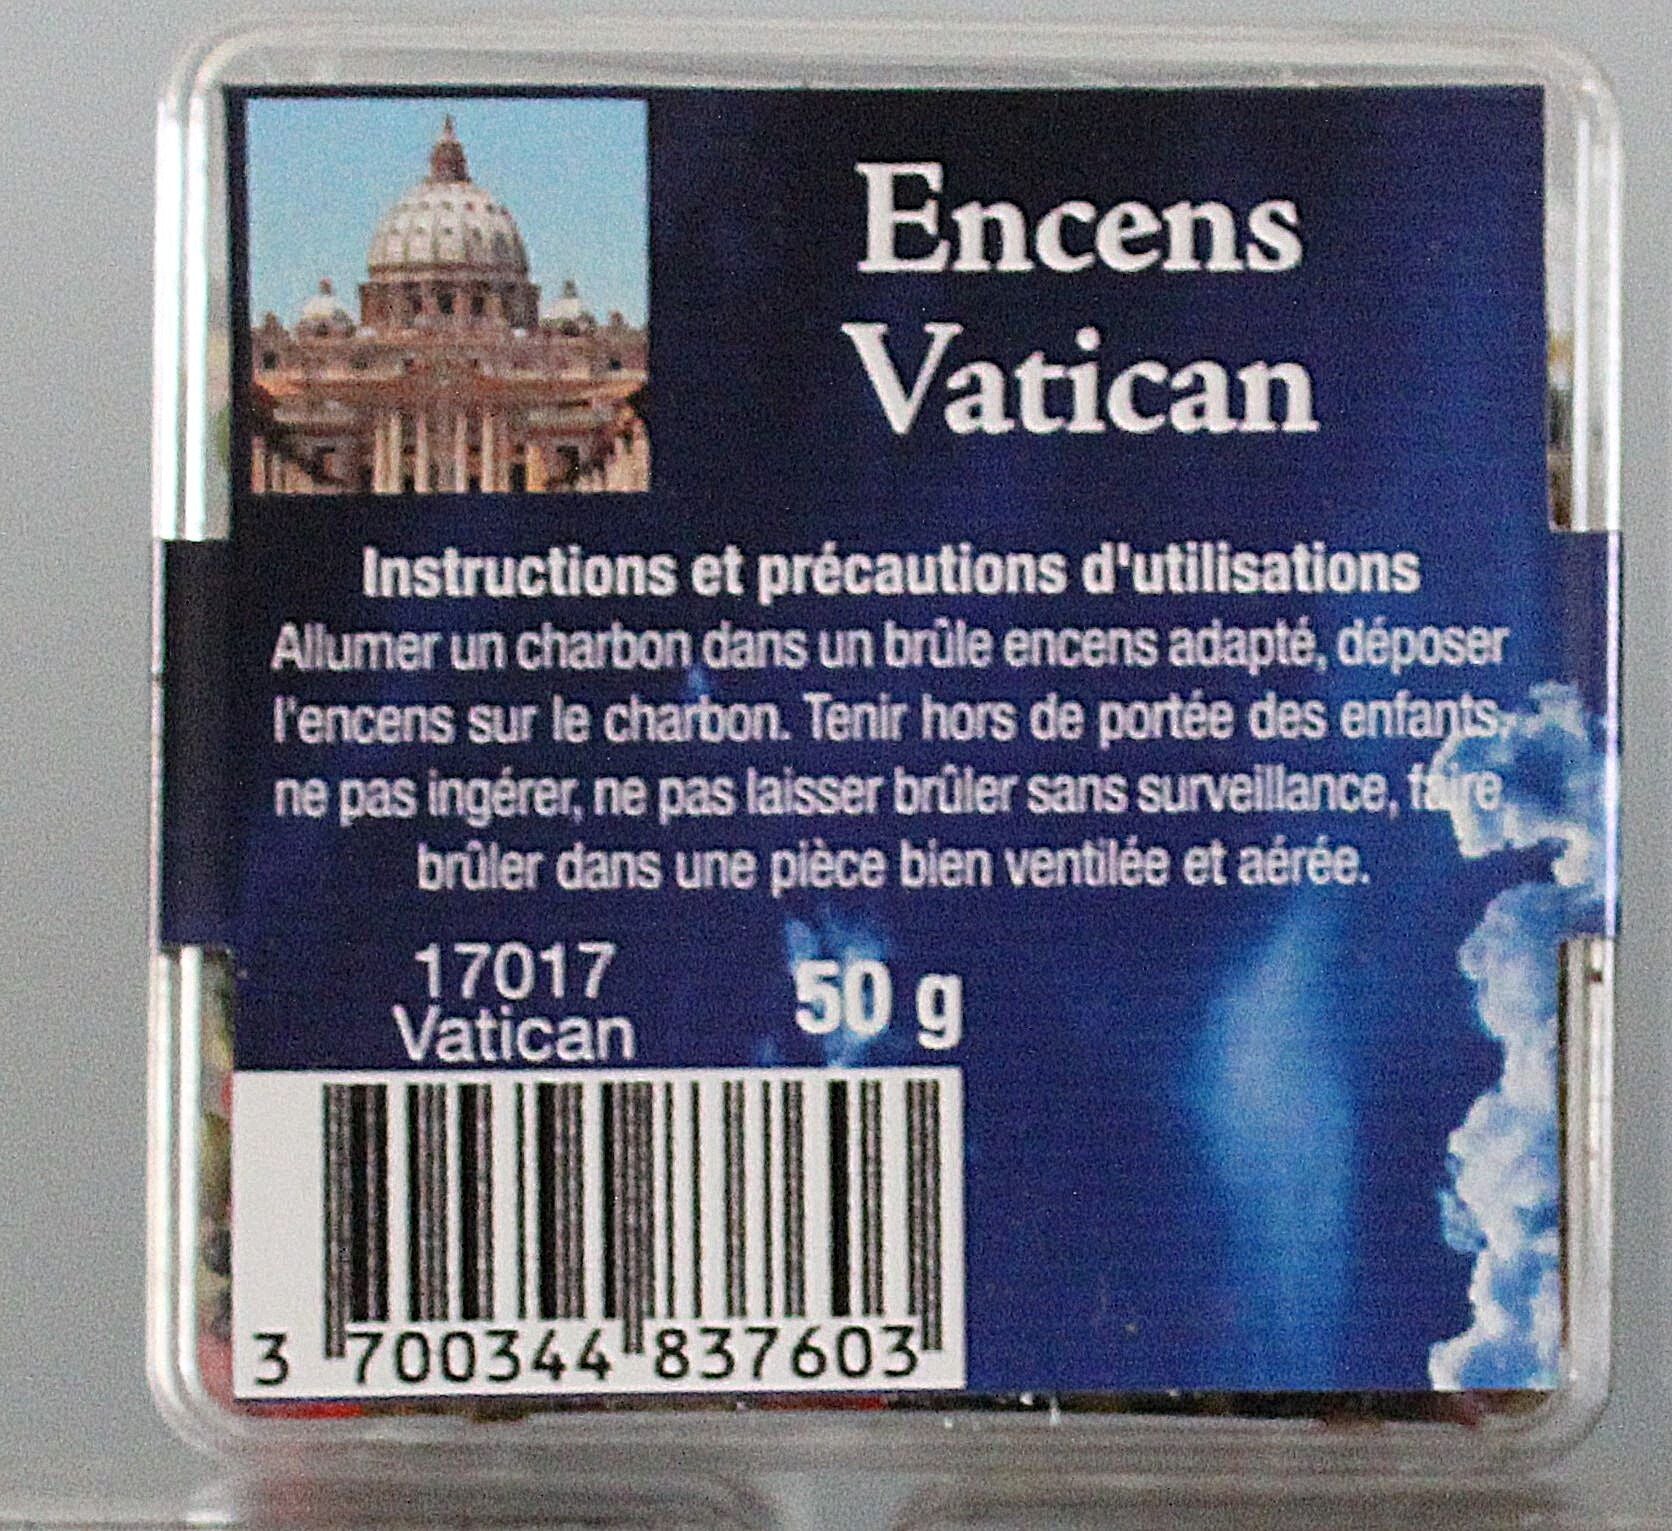 Encens
Vatican
Instructions et précautions d'utilisations
Allumer un charbon dans un brûle encens adapté, déposer
l'encens sur le charbon. Tenir hors de portée des enfants,
ne pas ingérer, ne pas laisser brûler sans surveillance, faire
brûler dans une pièce bien ventilée et aérée.
17017
Vatican
50 g
3 700344 837603